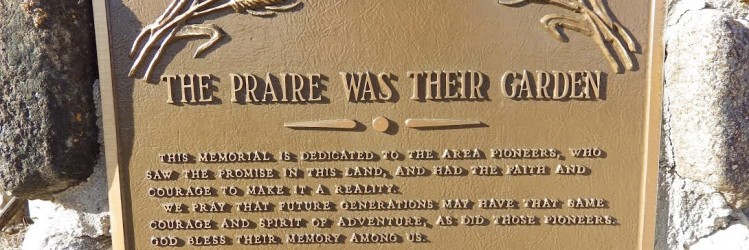 THE PRAIRE WAS THEIR GARDEN
THIS MEMORIAL IS DEDICATED TO THE AREA PIONEERS, WHO
SAW THE PROMISE IN THIS LAND, AND HAD THE FAITH AND
COURAGE TO MAKE IT A REALITY.
WE PRAY THAT FUTURE GENERATIONS MAY HAVE THAT SAME
COURAGE AND SPIRIT OF ADVENTURE, AS DID THOSE PIONEERS.
GOD BLESS THEIR MEMORY AMONG US.